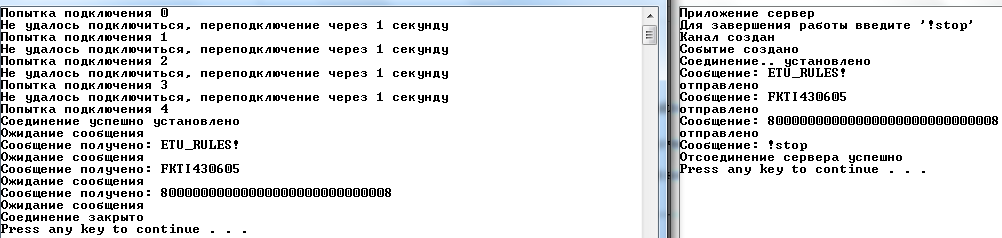 Попытка подключения 0
Не удалось подключиться, переподключение через 1 секунду
Попытка подключения 1
Не удалось подключиться, переподключение через 1 секунду
Попытка подключения 2
Не удалось подключиться, переподключение через 1 секунду
Попытка подключения 3
Не удалось подключиться, переподключение через 1 секунду
Попытка подключения 4
Соединение успешно установлено
Ожидание сообщения
Сообщение получено: ETU_RULES!
Ожидание сообщения
Сообщение получено: FKTI430605
Ожидание сообщения
Сообщение получено: 80000000000000000000000000008
Ожидание сообщения
Соединение закрыто
Press any key to continue . . .
Приложение сервер
Для завершения работы введите '!stop'
Канал создан
Событие создано
Соединение.. установлено
Сообщение: ETU_RULES!
отправлено
Сообщение: FKTI430605
отправлено
Сообщение: 80000000000000000000000000008
отправлено
Сообщение: !stop
Отсоединение сервера успешно
Press any key to continue . . .